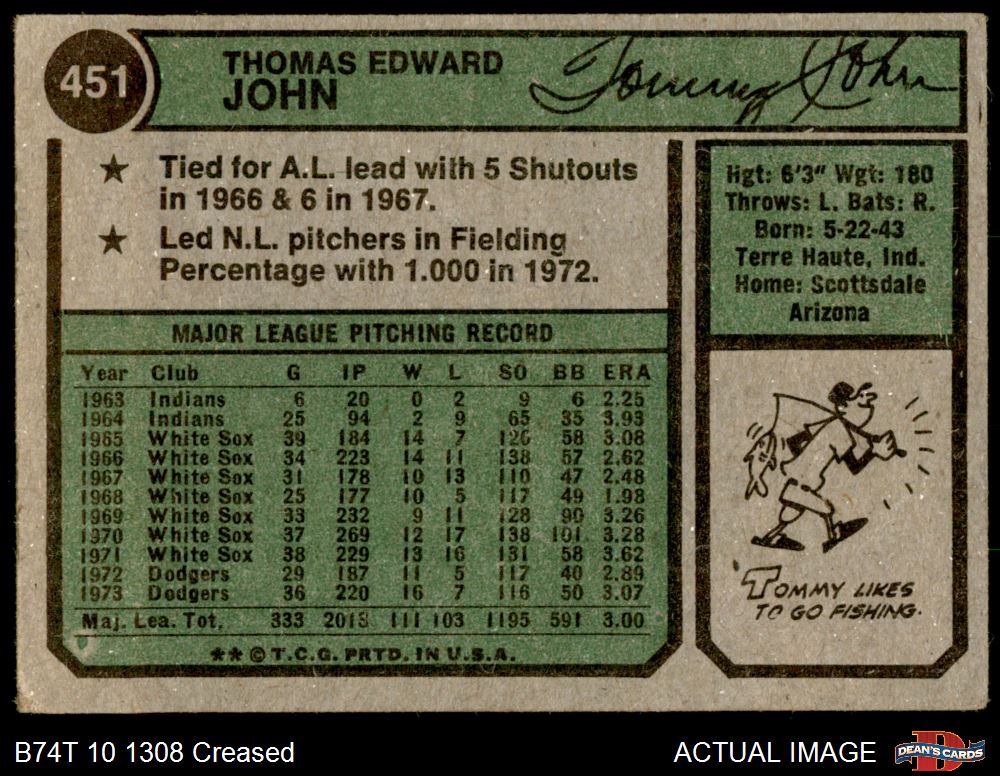 451
THOMAS EDWARD
JOHN
Tommy John
★ Tied for A.L. lead with 5 Shutouts
in 1966 & 6 in 1967.
★ Led N.L. pitchers in Fielding
Percentage with 1.000 in 1972.
Hgt: 6'3" Wgt: 180
Throws: L. Bats: R.
Born: 5-22-43
Terre Haute, Ind.
Home: Scottsdale
Arizona
MAJOR LEAGUE PITCHING RECORD
Year Club G IP W L SO BB ERA
1963 Indians 6 20 0 2 9 6 2.25
1964 Indians 25 94 2 9 65 35 3.93
1965 White Sox 39 184 14 7 126 58 3.08
1966 White Sox 34 223 14 11 138 57 2.62
1967 White Sox 31 178 10 13 110 47 2.48
1968 White Sox 25 177 10 5 117 49 1.98
1969 White Sox 33 232 9 11 128 90 3.26
1970 White Sox 37 269 12 17 138 101 3.28
1971 White Sox 38 229 13 16 131 58 3.62
1972 Dodgers 29 187 11 5 117 40 2.89
1973 Dodgers 36 220 16 7 116 50 3.07
Maj. Lea. Tot. 333 2013 111 103 1195 591 3.00
** © T.C.G. PRTD. IN U.S.A.
TOMMY LIKES
TO GO FISHING.
B74T 10 1308 Creased
ACTUAL IMAGE
DEAN'S CARDS